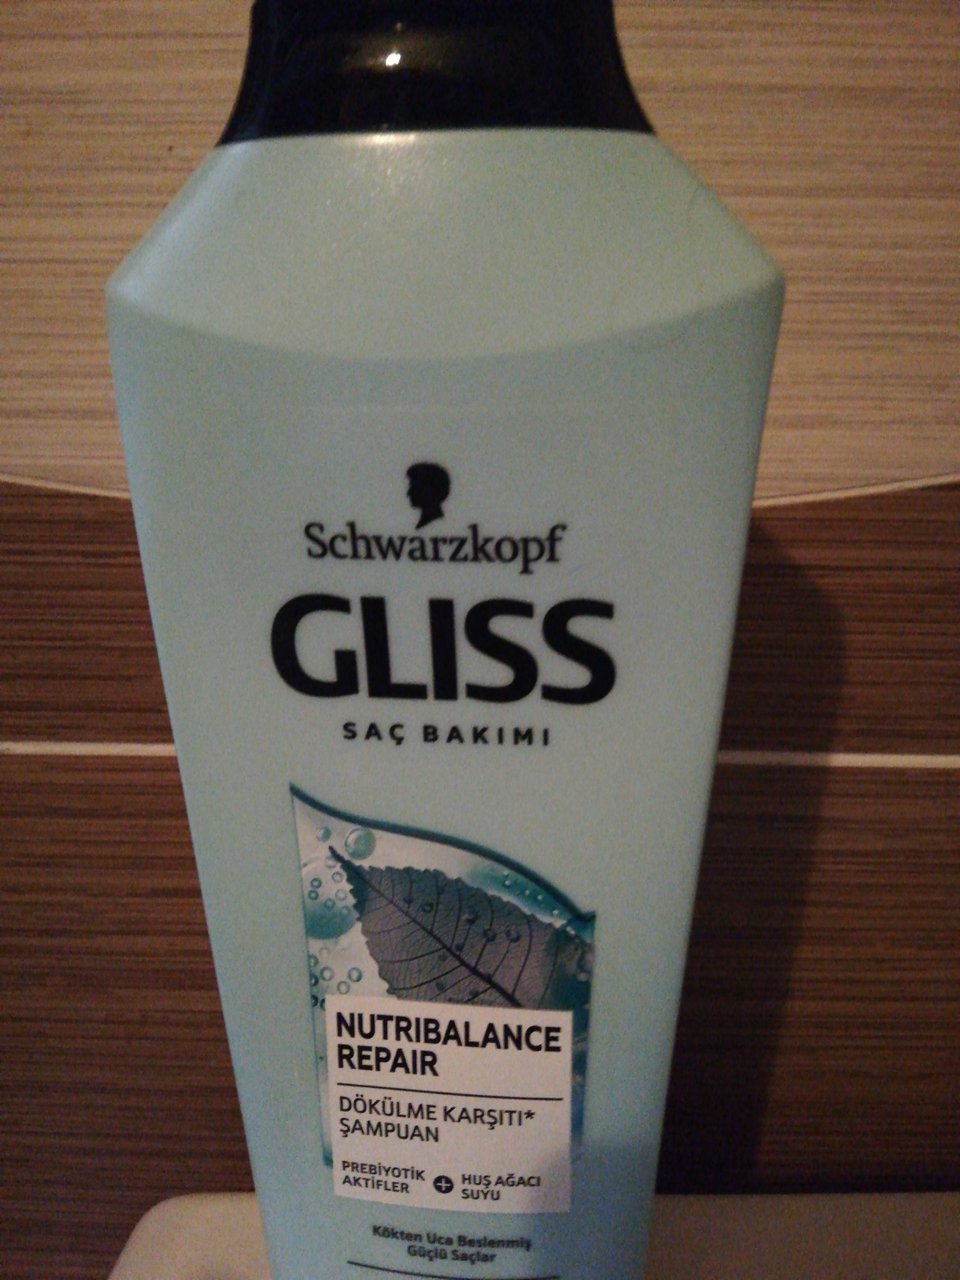 Schwarzkopf
GLISS
SAÇ BAKIMI
NUTRIBALANCE
REPAIR
DÖKÜLME KARŞITI*
ŞAMPUAN
PREBİYOTİK
AKTİFLER
+
HUŞ AĞACI
SUYU
Kökten Uca Beslenmiş
Güçlü Saçlar